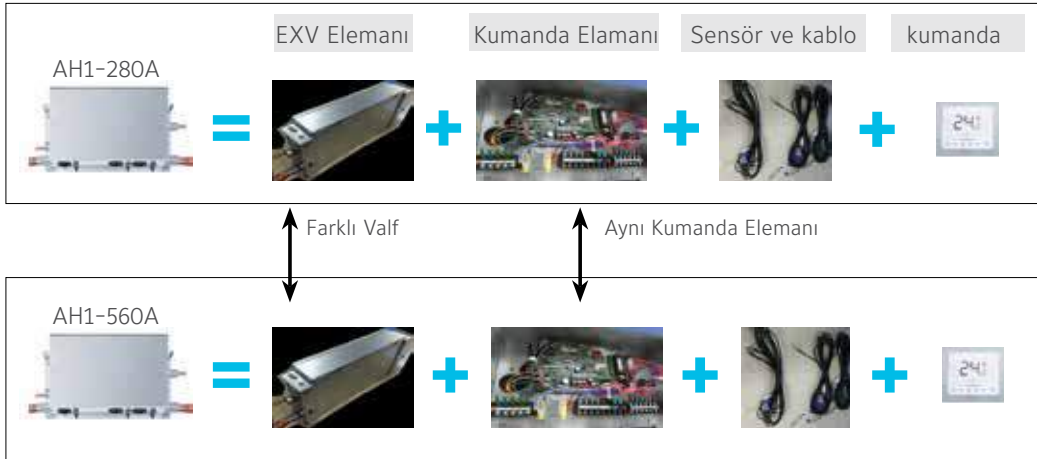 EXV Elemanı
Kumanda Elamanı
Sensör ve kablo
kumanda
AH1-280A
Farklı Valf
Aynı Kumanda Elemanı
AH1-560A